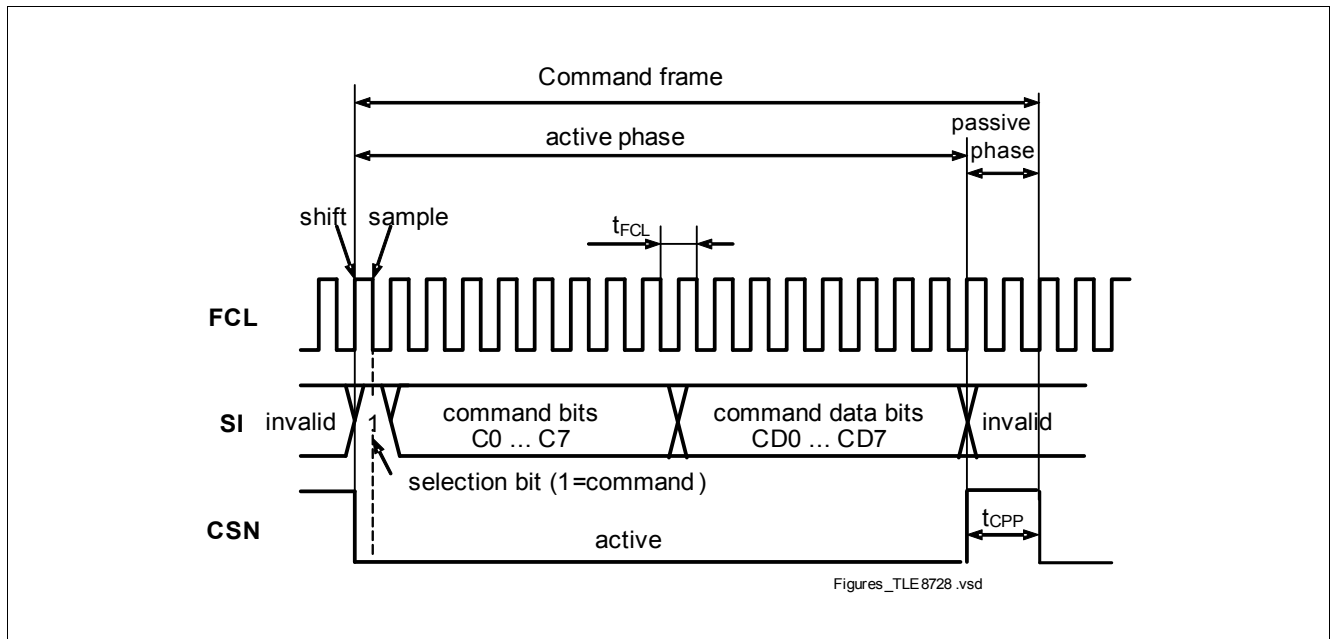 Command frame
active phase
passive
phase
shift sample
tFCL
FCL
SI
invalid
1
command bits
C0 ... C7
command data bits
CD0 ... CD7
invalid
selection bit (1=command )
CSN
active
tCPP
Figures_TLE8728 .vsd